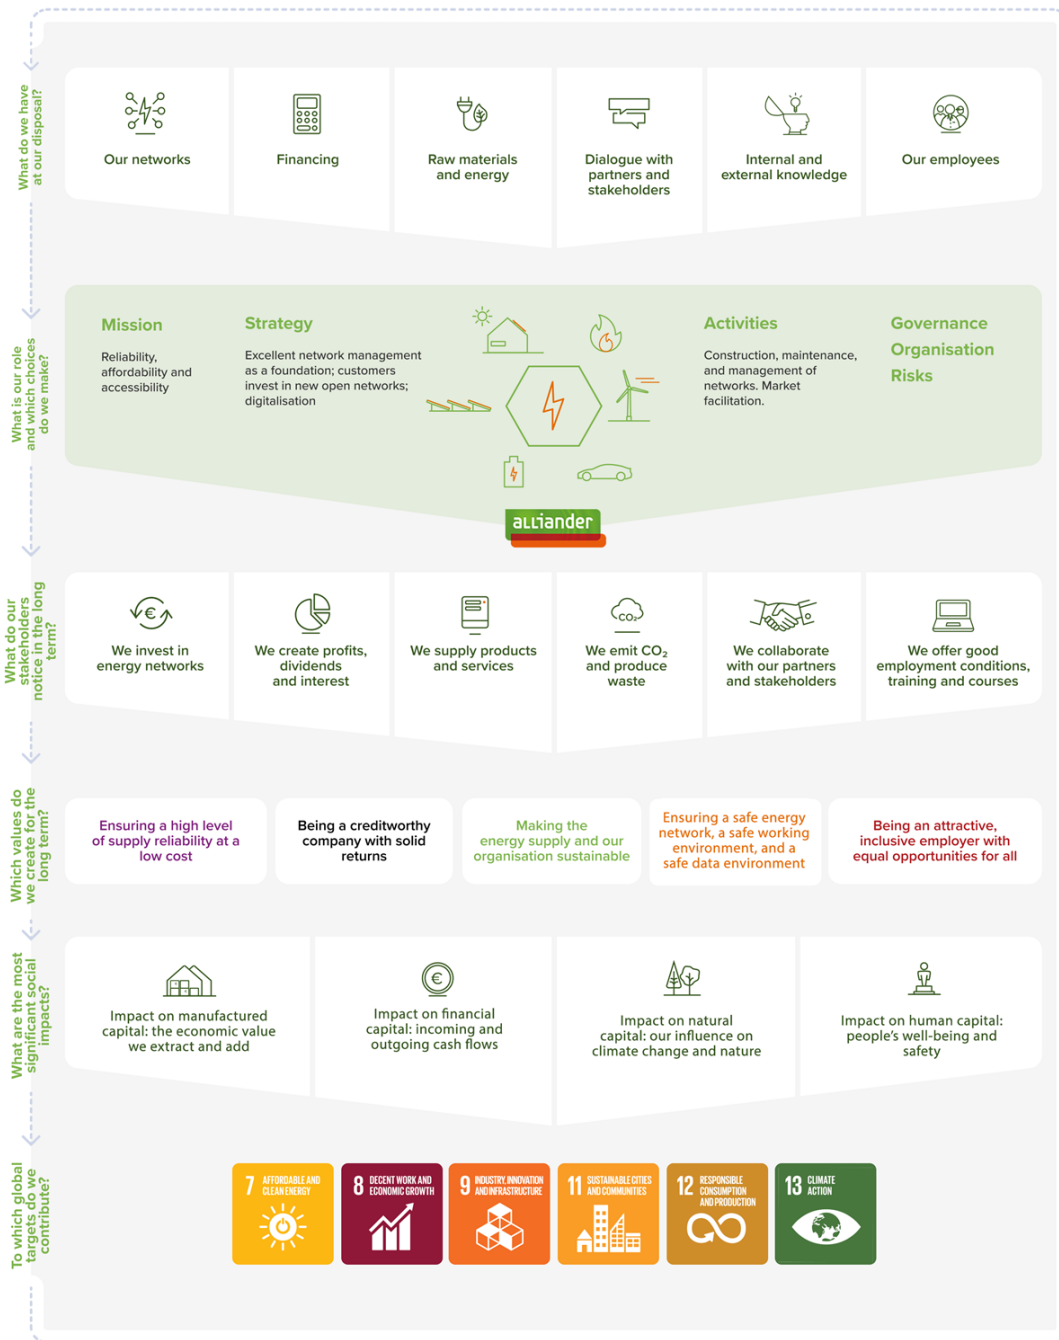 What do we have
at our disposal?
Our networks
Financing
Raw materials
and energy
Dialogue with
partners and
stakeholders
Internal and
external knowledge
Our employees
What is our role
and which choices
do we make?
Mission
Reliability,
affordability and
accessibility
Strategy
Excellent network management
as a foundation; customers
invest in new open networks;
digitalisation
Activities
Construction, maintenance,
and management of
networks. Market
facilitation.
Governance
Organisation
Risks
alliander
What do our
stakeholders
notice in the long
term?
€
We invest in
energy networks
We create profits,
dividends
and interest
We supply products
and services
CO₂
We emit CO₂
and produce
waste
We collaborate
with our partners
and stakeholders
We offer good
employment conditions,
training and courses
Which values do
we create for the
long term?
Ensuring a high level
of supply reliability at a
low cost
Being a creditworthy
company with solid
returns
Making the
energy supply and our
organisation sustainable
Ensuring a safe energy
network, a safe working
environment, and a
safe data environment
Being an attractive,
inclusive employer with
equal opportunities for all
What are the most
significant social
impacts?
Impact on manufactured
capital: the economic value
we extract and add
€
Impact on financial
capital: incoming and
outgoing cash flows
Impact on natural
capital: our influence on
climate change and nature
Impact on human capital:
people's well-being and
safety
To which global
targets do we
contribute?
7 AFFORDABLE AND
CLEAN ENERGY
8 DECENT WORK AND
ECONOMIC GROWTH
9 INDUSTRY, INNOVATION
AND INFRASTRUCTURE
11 SUSTAINABLE CITIES
AND COMMUNITIES
12 RESPONSIBLE
CONSUMPTION
AND PRODUCTION
13 CLIMATE
ACTION